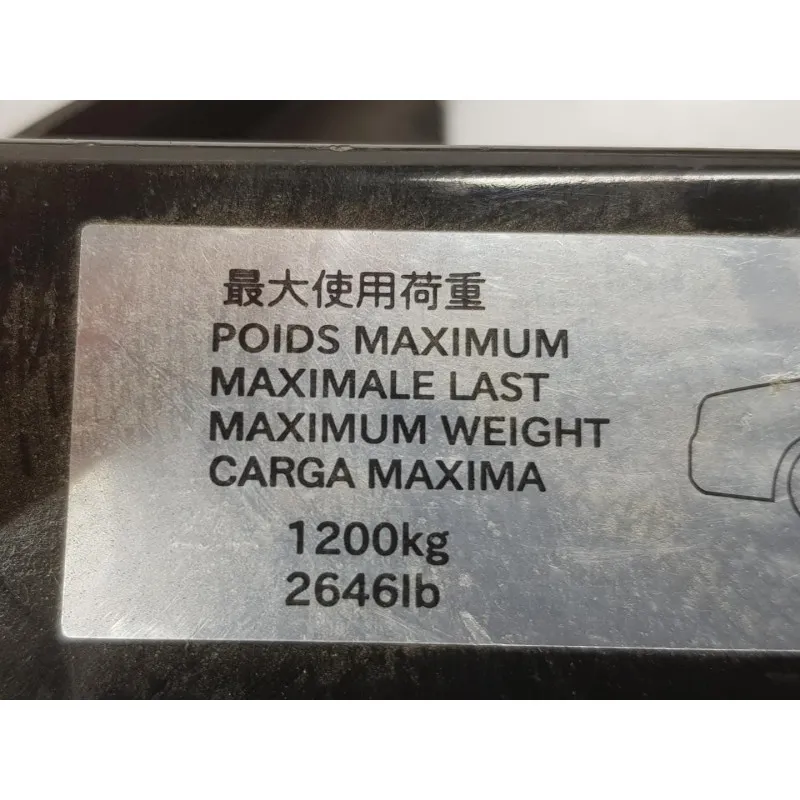 最大使用荷重
POIDS MAXIMUM
MAXIMALE LAST
MAXIMUM WEIGHT
CARGA MAXIMA
1200kg
2646lb